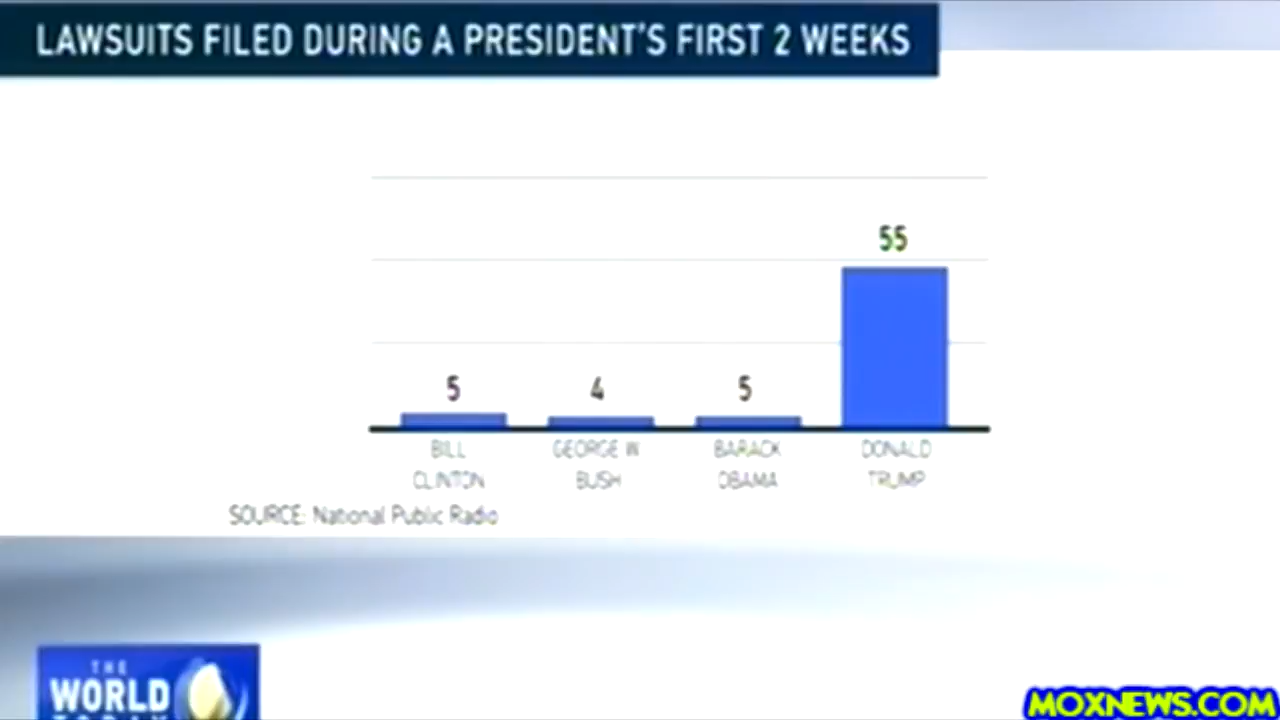 LAWSUITS FILED DURING A PRESIDENT'S FIRST 2 WEEKS
55
5 4 5
BILL GEORGE W BARACK DONALD
CLINTON BUSH OBAMA TRUMP
SOURCE: National Public Radio
THE
WORLD
TODAY
MOXNEWS.COM